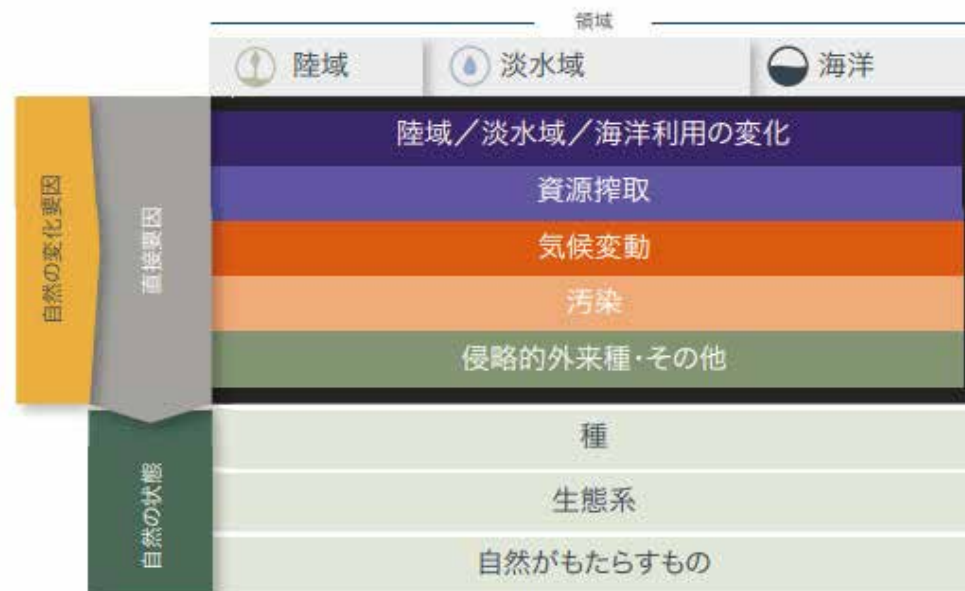 領域
陸域
淡水域
海洋
自然の変化要因
直接要因
陸域／淡水域／海洋利用の変化
資源搾取
気候変動
汚染
侵略的外来種･その他
自然の状態
種
生態系
自然がもたらすもの